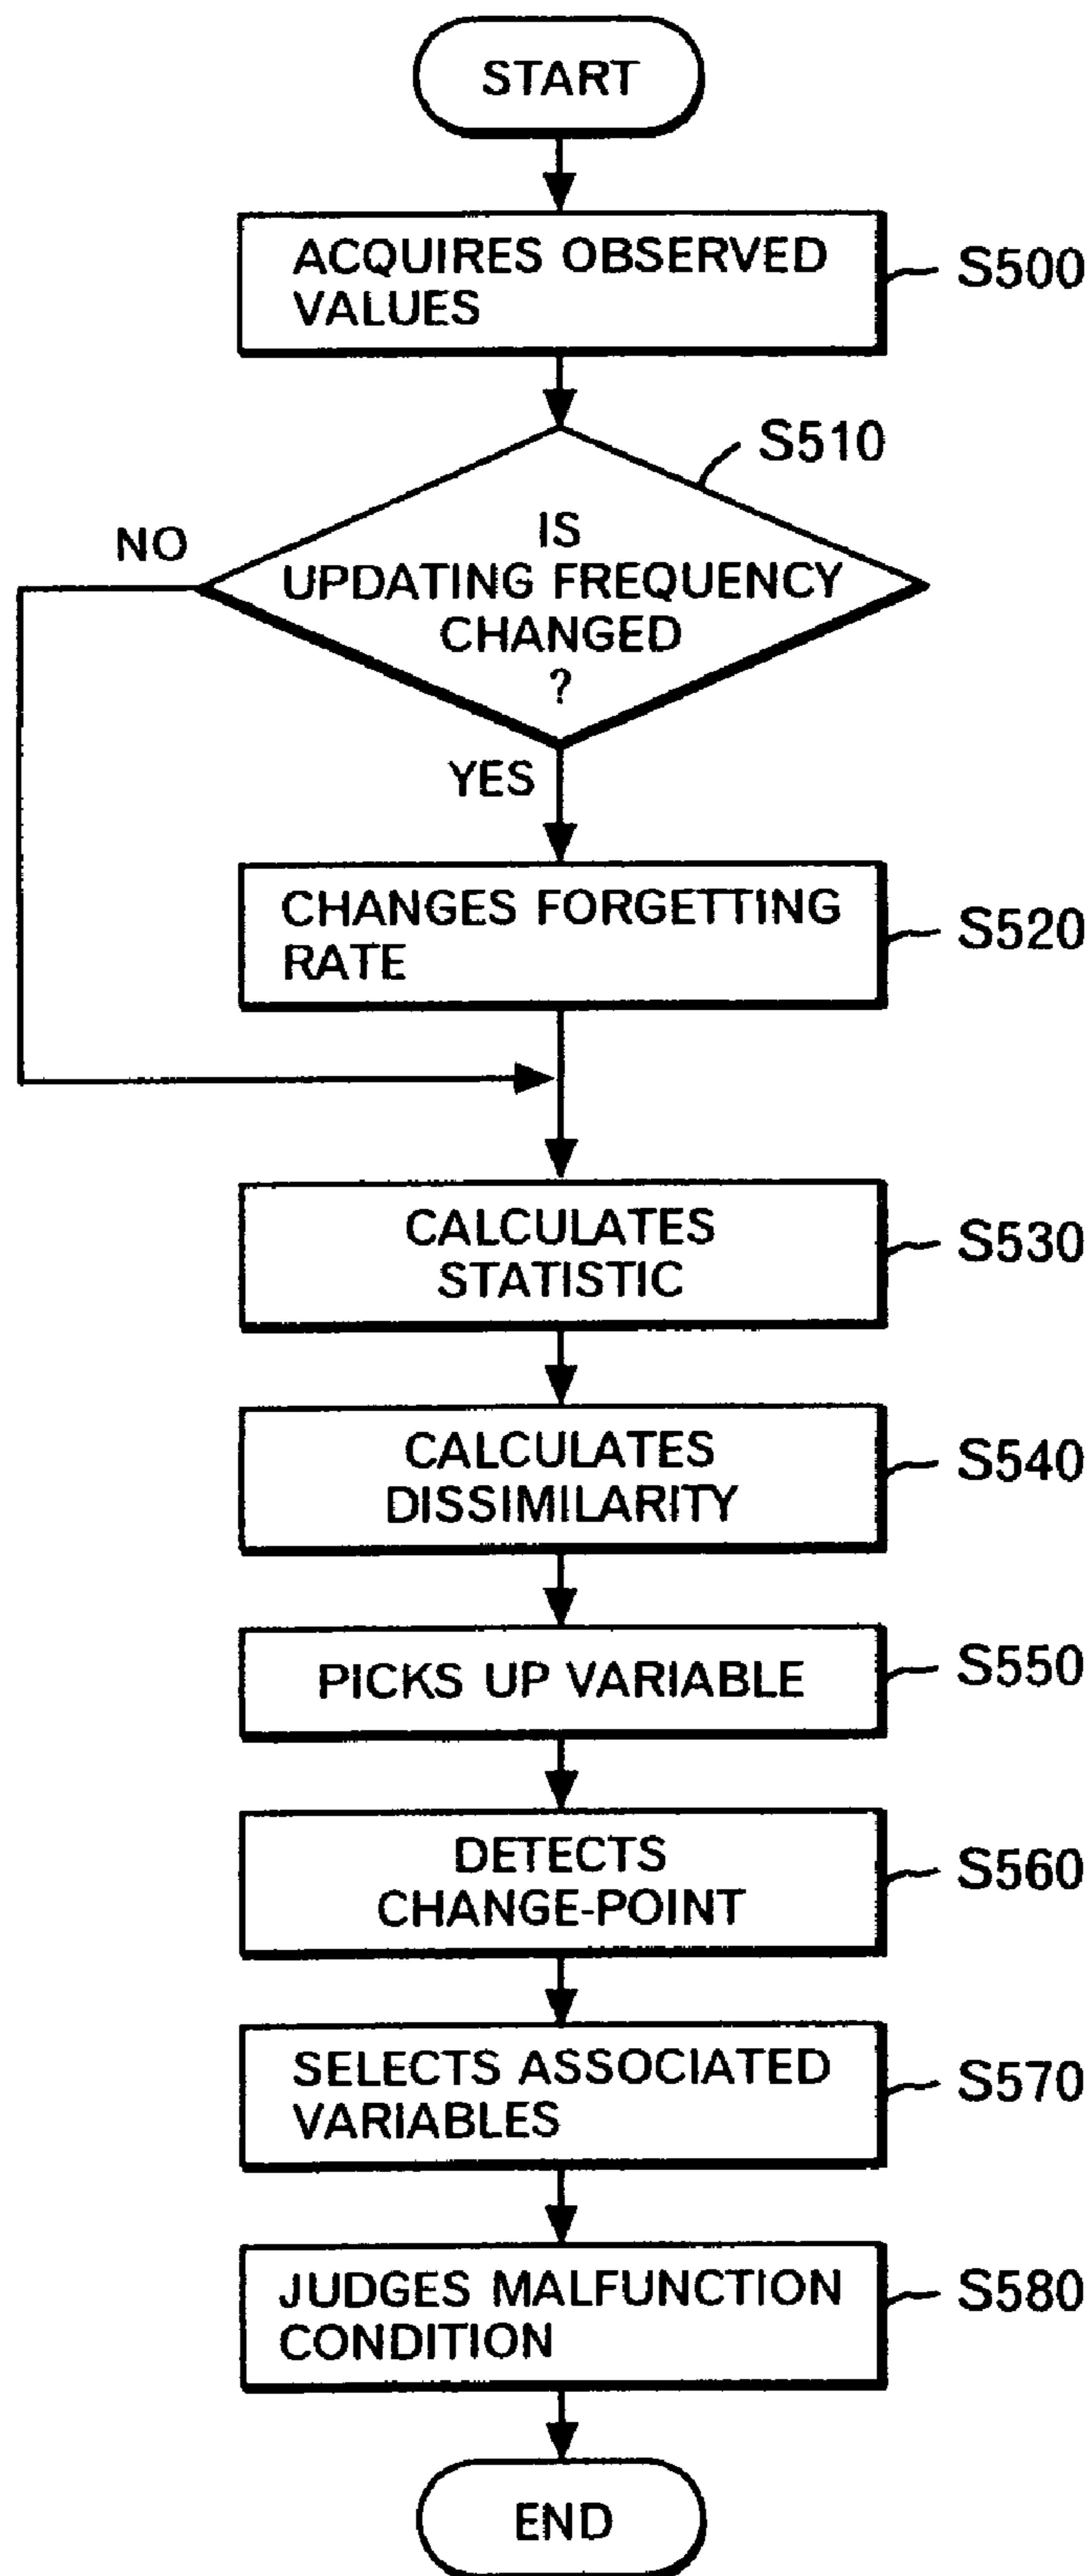 START
ACQUIRES OBSERVED
VALUES
S500
S510
NO
IS
UPDATING FREQUENCY
CHANGED
?
YES
CHANGES FORGETTING
RATE
S520
CALCULATES
STATISTIC
S530
CALCULATES
DISSIMILARITY
S540
PICKS UP VARIABLE
S550
DETECTS
CHANGE-POINT
S560
SELECTS ASSOCIATED
VARIABLES
S570
JUDGES MALFUNCTION
CONDITION
S580
END